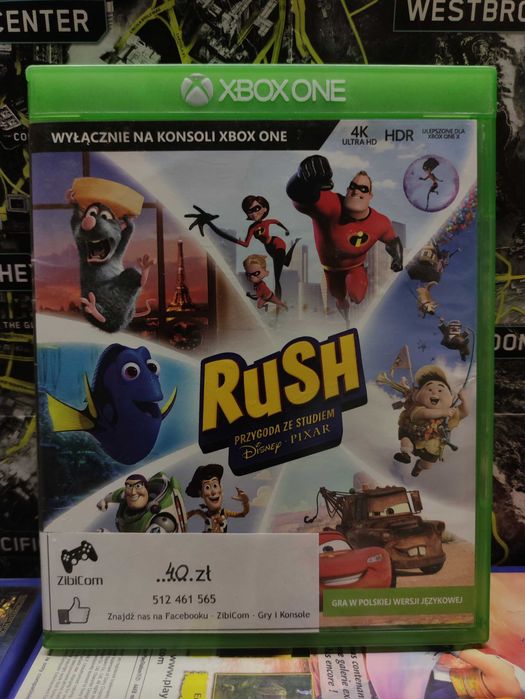 CENTER
WESTBRO
XBOX ONE
WYŁĄCZNIE NA KONSOLI XBOX ONE
4K
ULTRA HD
HDR
ULEPSZONE DLA
XBOX ONE X
RUSH
PRZYGODA ZE STUDIEM
Disney • PIXAR
ZibiCom
..40.zł
512 461 565
Znajdź nas na Facebooku - ZibiCom - Gry i Konsole
GRA W POLSKIEJ WERSJI JĘZYKOWEJ
www.play